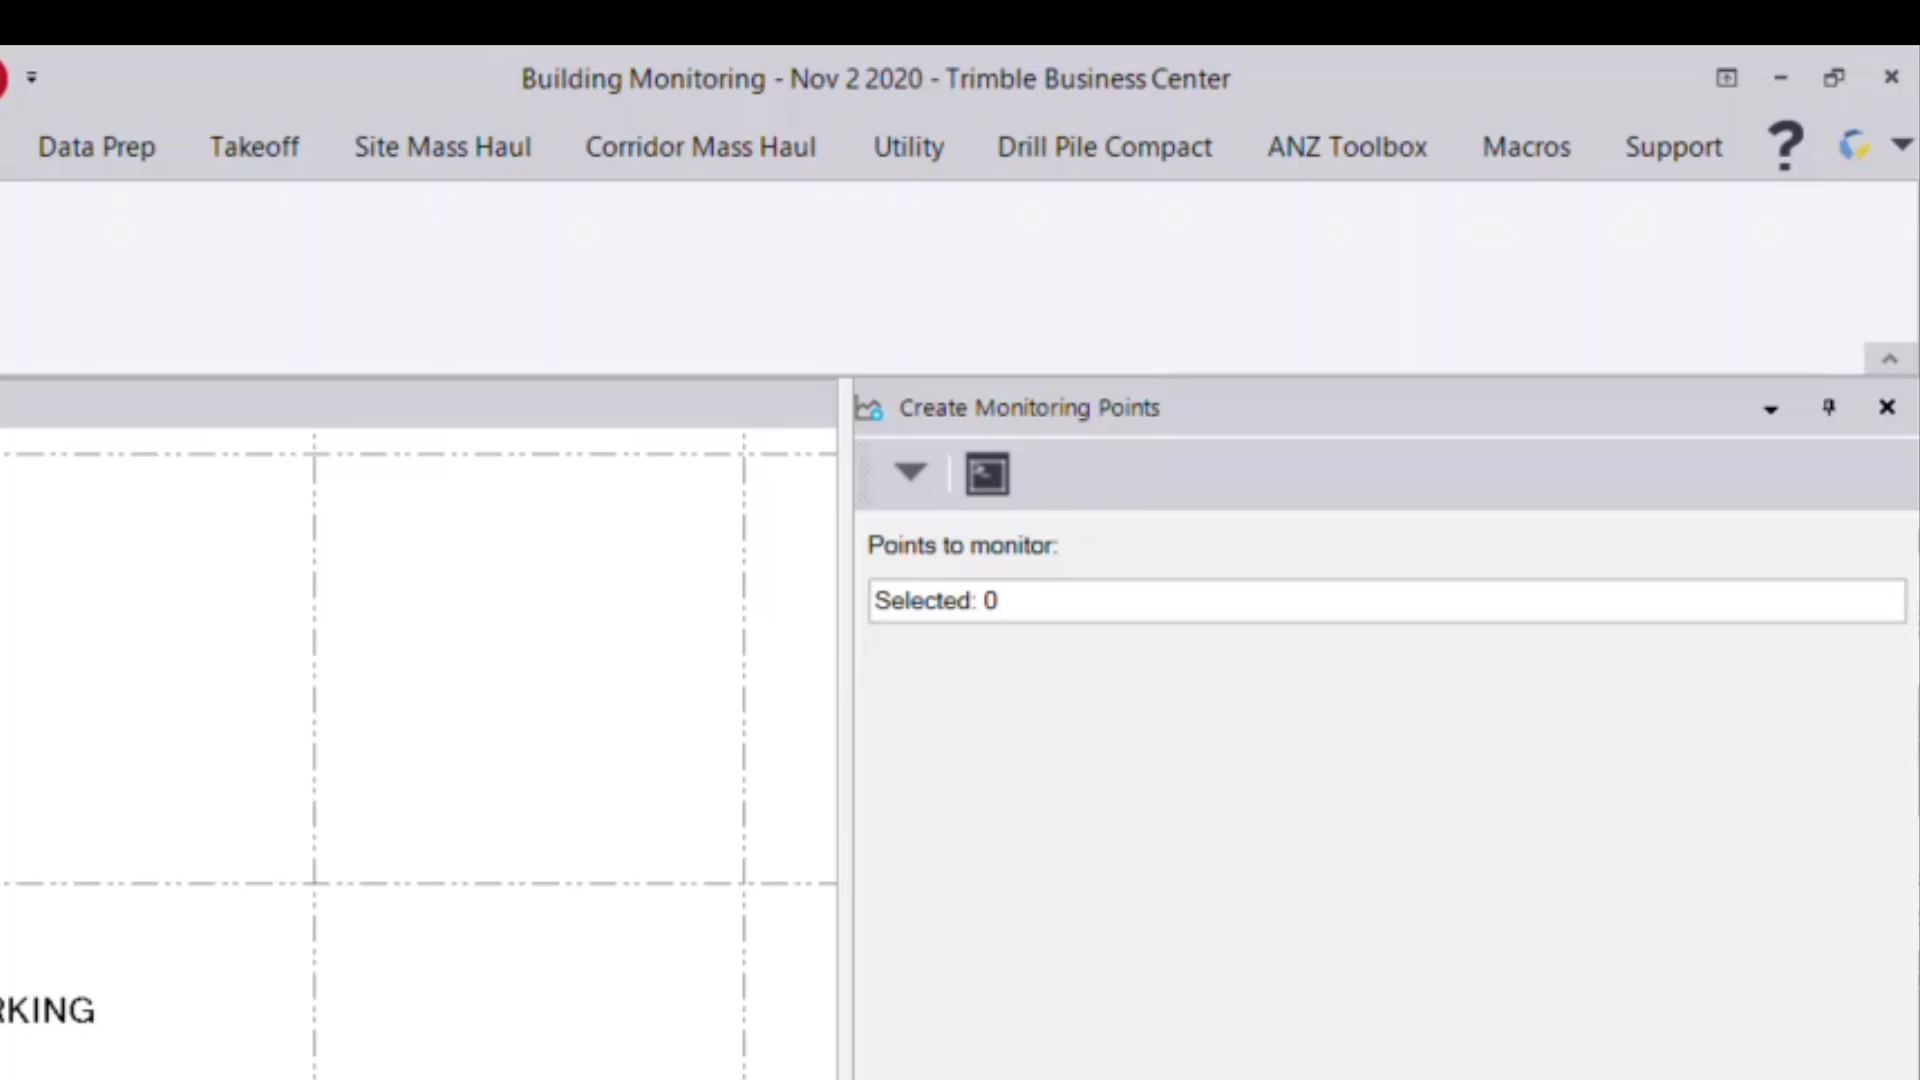 Building Monitoring - Nov 2 2020 - Trimble Business Center
Data Prep Takeoff Site Mass Haul Corridor Mass Haul Utility Drill Pile Compact ANZ Toolbox Macros Support ?
Create Monitoring Points
Points to monitor:
Selected: 0
RKING